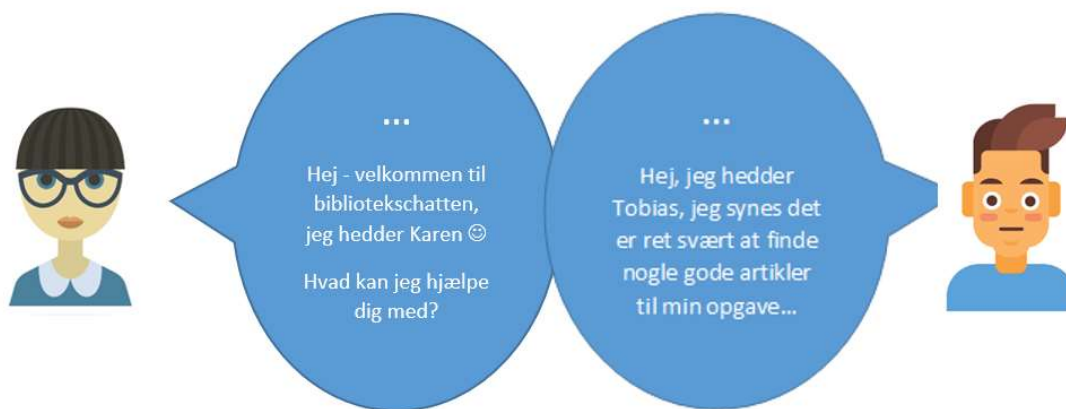 ...
Hej - velkommen til
bibliotekschatten,
jeg hedder Karen ☺
Hvad kan jeg hjælpe
dig med?
...
Hej, jeg hedder
Tobias, jeg synes det
er ret svært at finde
nogle gode artikler
til min opgave...